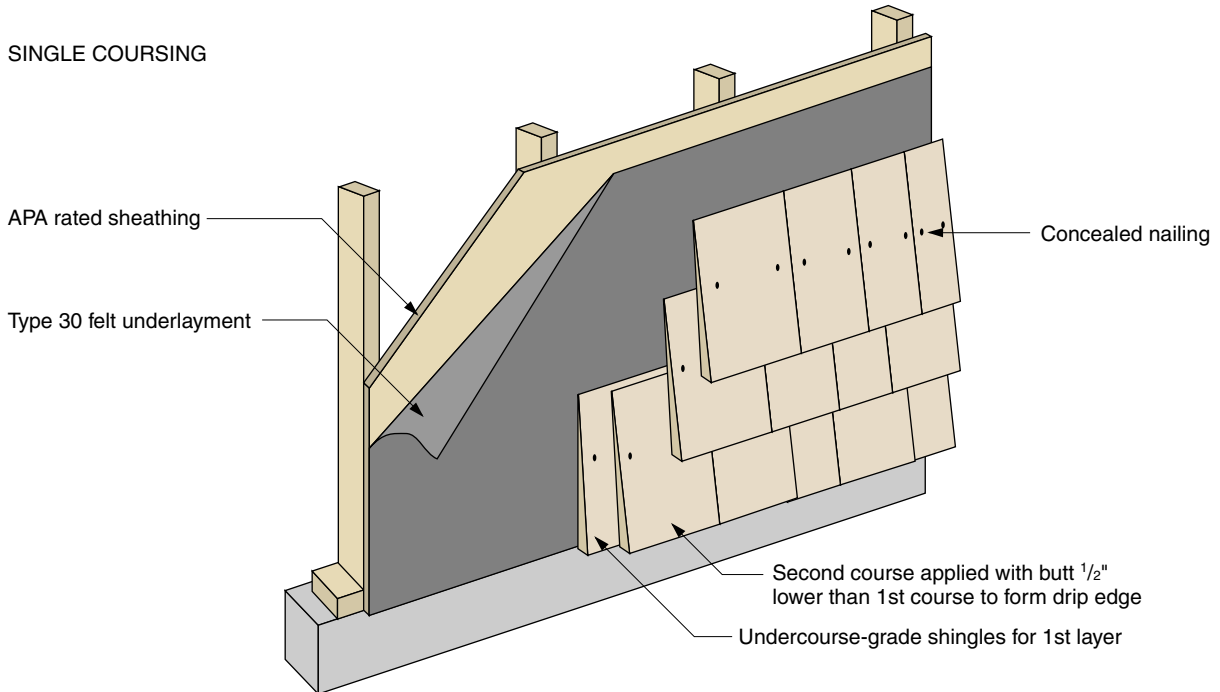 SINGLE COURSING
APA rated sheathing
Concealed nailing
Type 30 felt underlayment
Second course applied with butt 1/2"
lower than 1st course to form drip edge
Undercourse-grade shingles for 1st layer